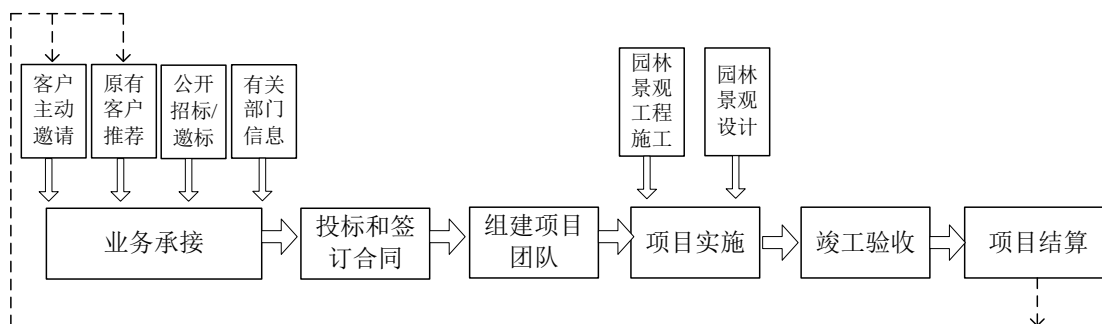 客户
主动
邀请
原有
客户
推荐
公开
招标/
邀标
有关
部门
信息
园林
景观
工程
施工
园林
景观
设计
业务承接
投标和签
订合同
组建项目
团队
项目实施
竣工验收
项目结算